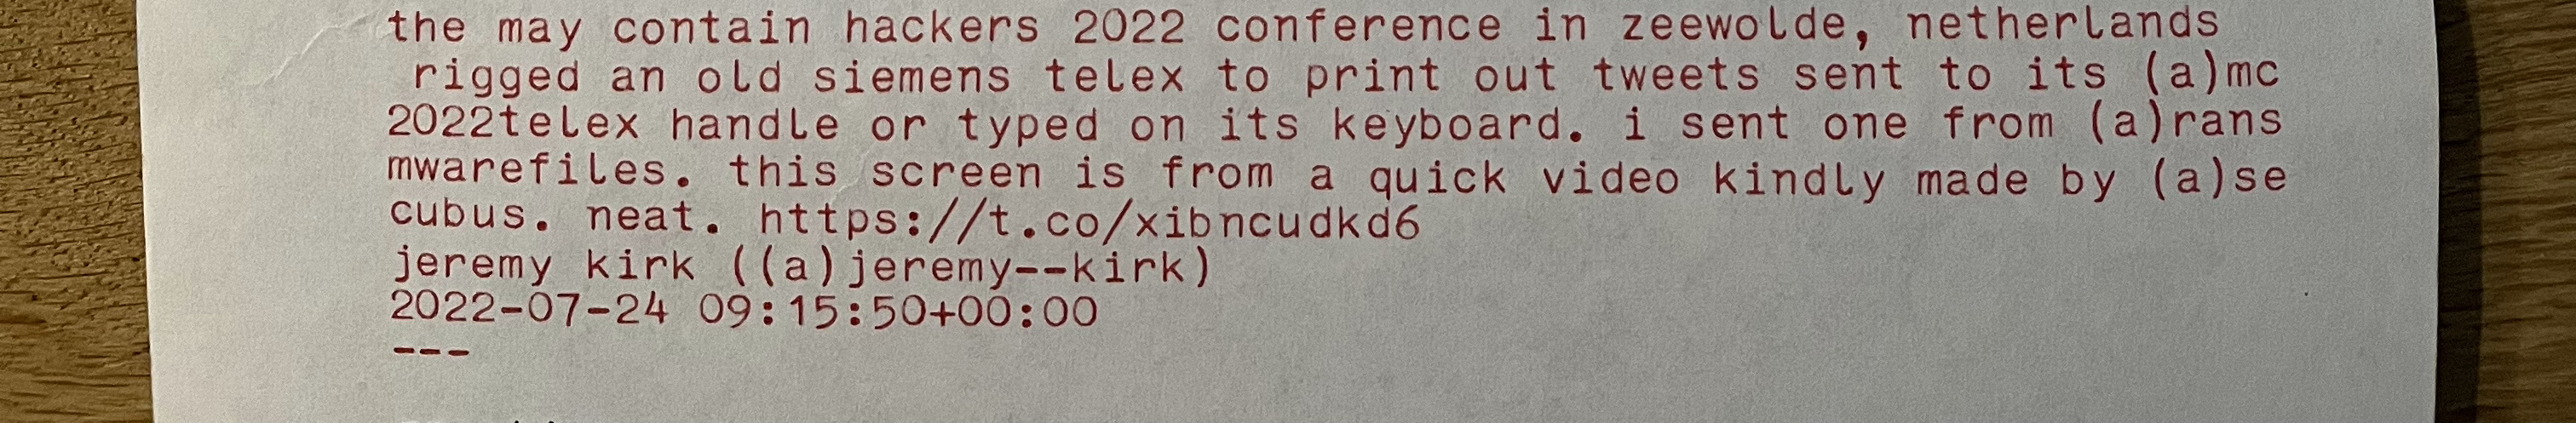 the may contain hackers 2022 conference in zeewolde, netherlands
rigged an old siemens telex to print out tweets sent to its (a)mc
2022telex handle or typed on its keyboard. i sent one from (a)rans
mwarefiles. this screen is from a quick video kindly made by (a)se
cubus. neat. https://t.co/xibncudkd6
jeremy kirk ((a)jeremy--kirk)
2022-07-24 09:15:50+00:00
---